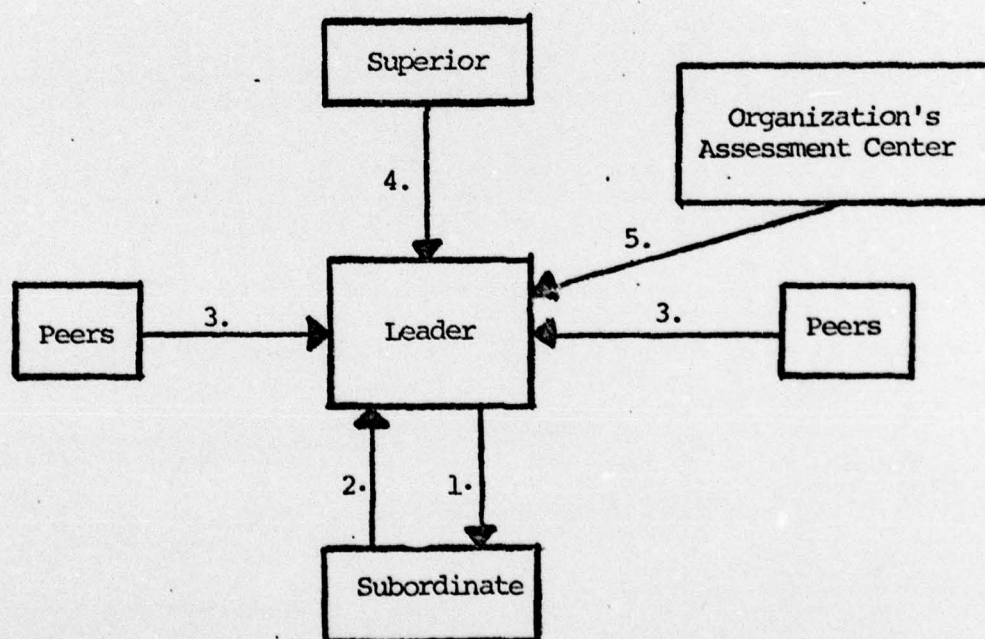 Superior
Organization's
Assessment Center
4.
5.
Peers
3.
Leader
3.
Peers
2.
1.
Subordinate